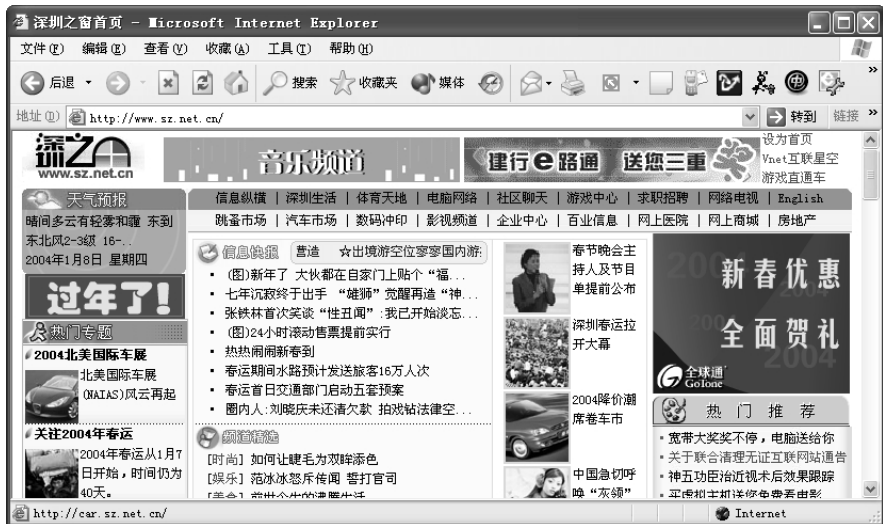 深圳之窗首页 - Microsoft Internet Explorer
文件(F) 编辑(E) 查看(V) 收藏(A) 工具(T) 帮助(H)
后退 搜索 收藏夹 媒体
地址(D) http://www.sz.net.cn/ 转到 链接
深圳之
www.sz.net.cn
音乐频道
建行e路通 送您三重
设为首页
Vnet互联星空
游戏直通车
天气预报
晴间多云有轻雾和霾 东到
东北风2-3级 16-..
2004年1月8日 星期四
信息纵横 | 深圳生活 | 体育天地 | 电脑网络 | 社区聊天 | 游戏中心 | 求职招聘 | 网络电视 | English
跳蚤市场 | 汽车市场 | 数码冲印 | 影视频道 | 企业中心 | 百业信息 | 网上医院 | 网上商城 | 房地产
过年了!
热门专题
2004北美国际车展
北美国际车展
(NAIAS)风云再起
关注2004年春运
2004年春运从1月7
日开始,时间仍为
40天。
信息快报 营造 ☆出境游空位寥寥国内游
· (图)新年了 大伙都在自家门上贴个“福...
· 七年沉寂终于出手 “雄狮”觉醒再造“神...
· 张铁林首次笑谈“性丑闻”:我已开始淡忘...
· (图)24小时滚动售票提前实行
· 热热闹闹新春到
· 春运期间水路预计发送旅客16万人次
· 春运首日交通部门启动五套预案
· 圈内人:刘晓庆未还清欠款 拍戏钻法律空...
频道精选
[时尚] 如何让睫毛为双眸添色
[娱乐] 范冰冰怒斥传闻 誓打官司
春节晚会主
持人及节目
单提前公布
深圳春运拉
开大幕
2004降价潮
席卷车市
中国急切呼
唤“灰领”
新春优惠
全面贺礼
2004
全球通
GoTone
热门推荐
· 宽带大奖奖不停,电脑送给你
· 关于联合清理无证互联网站通告
· 神五功臣治近视术后效果跟踪
http://car.sz.net.cn/ Internet